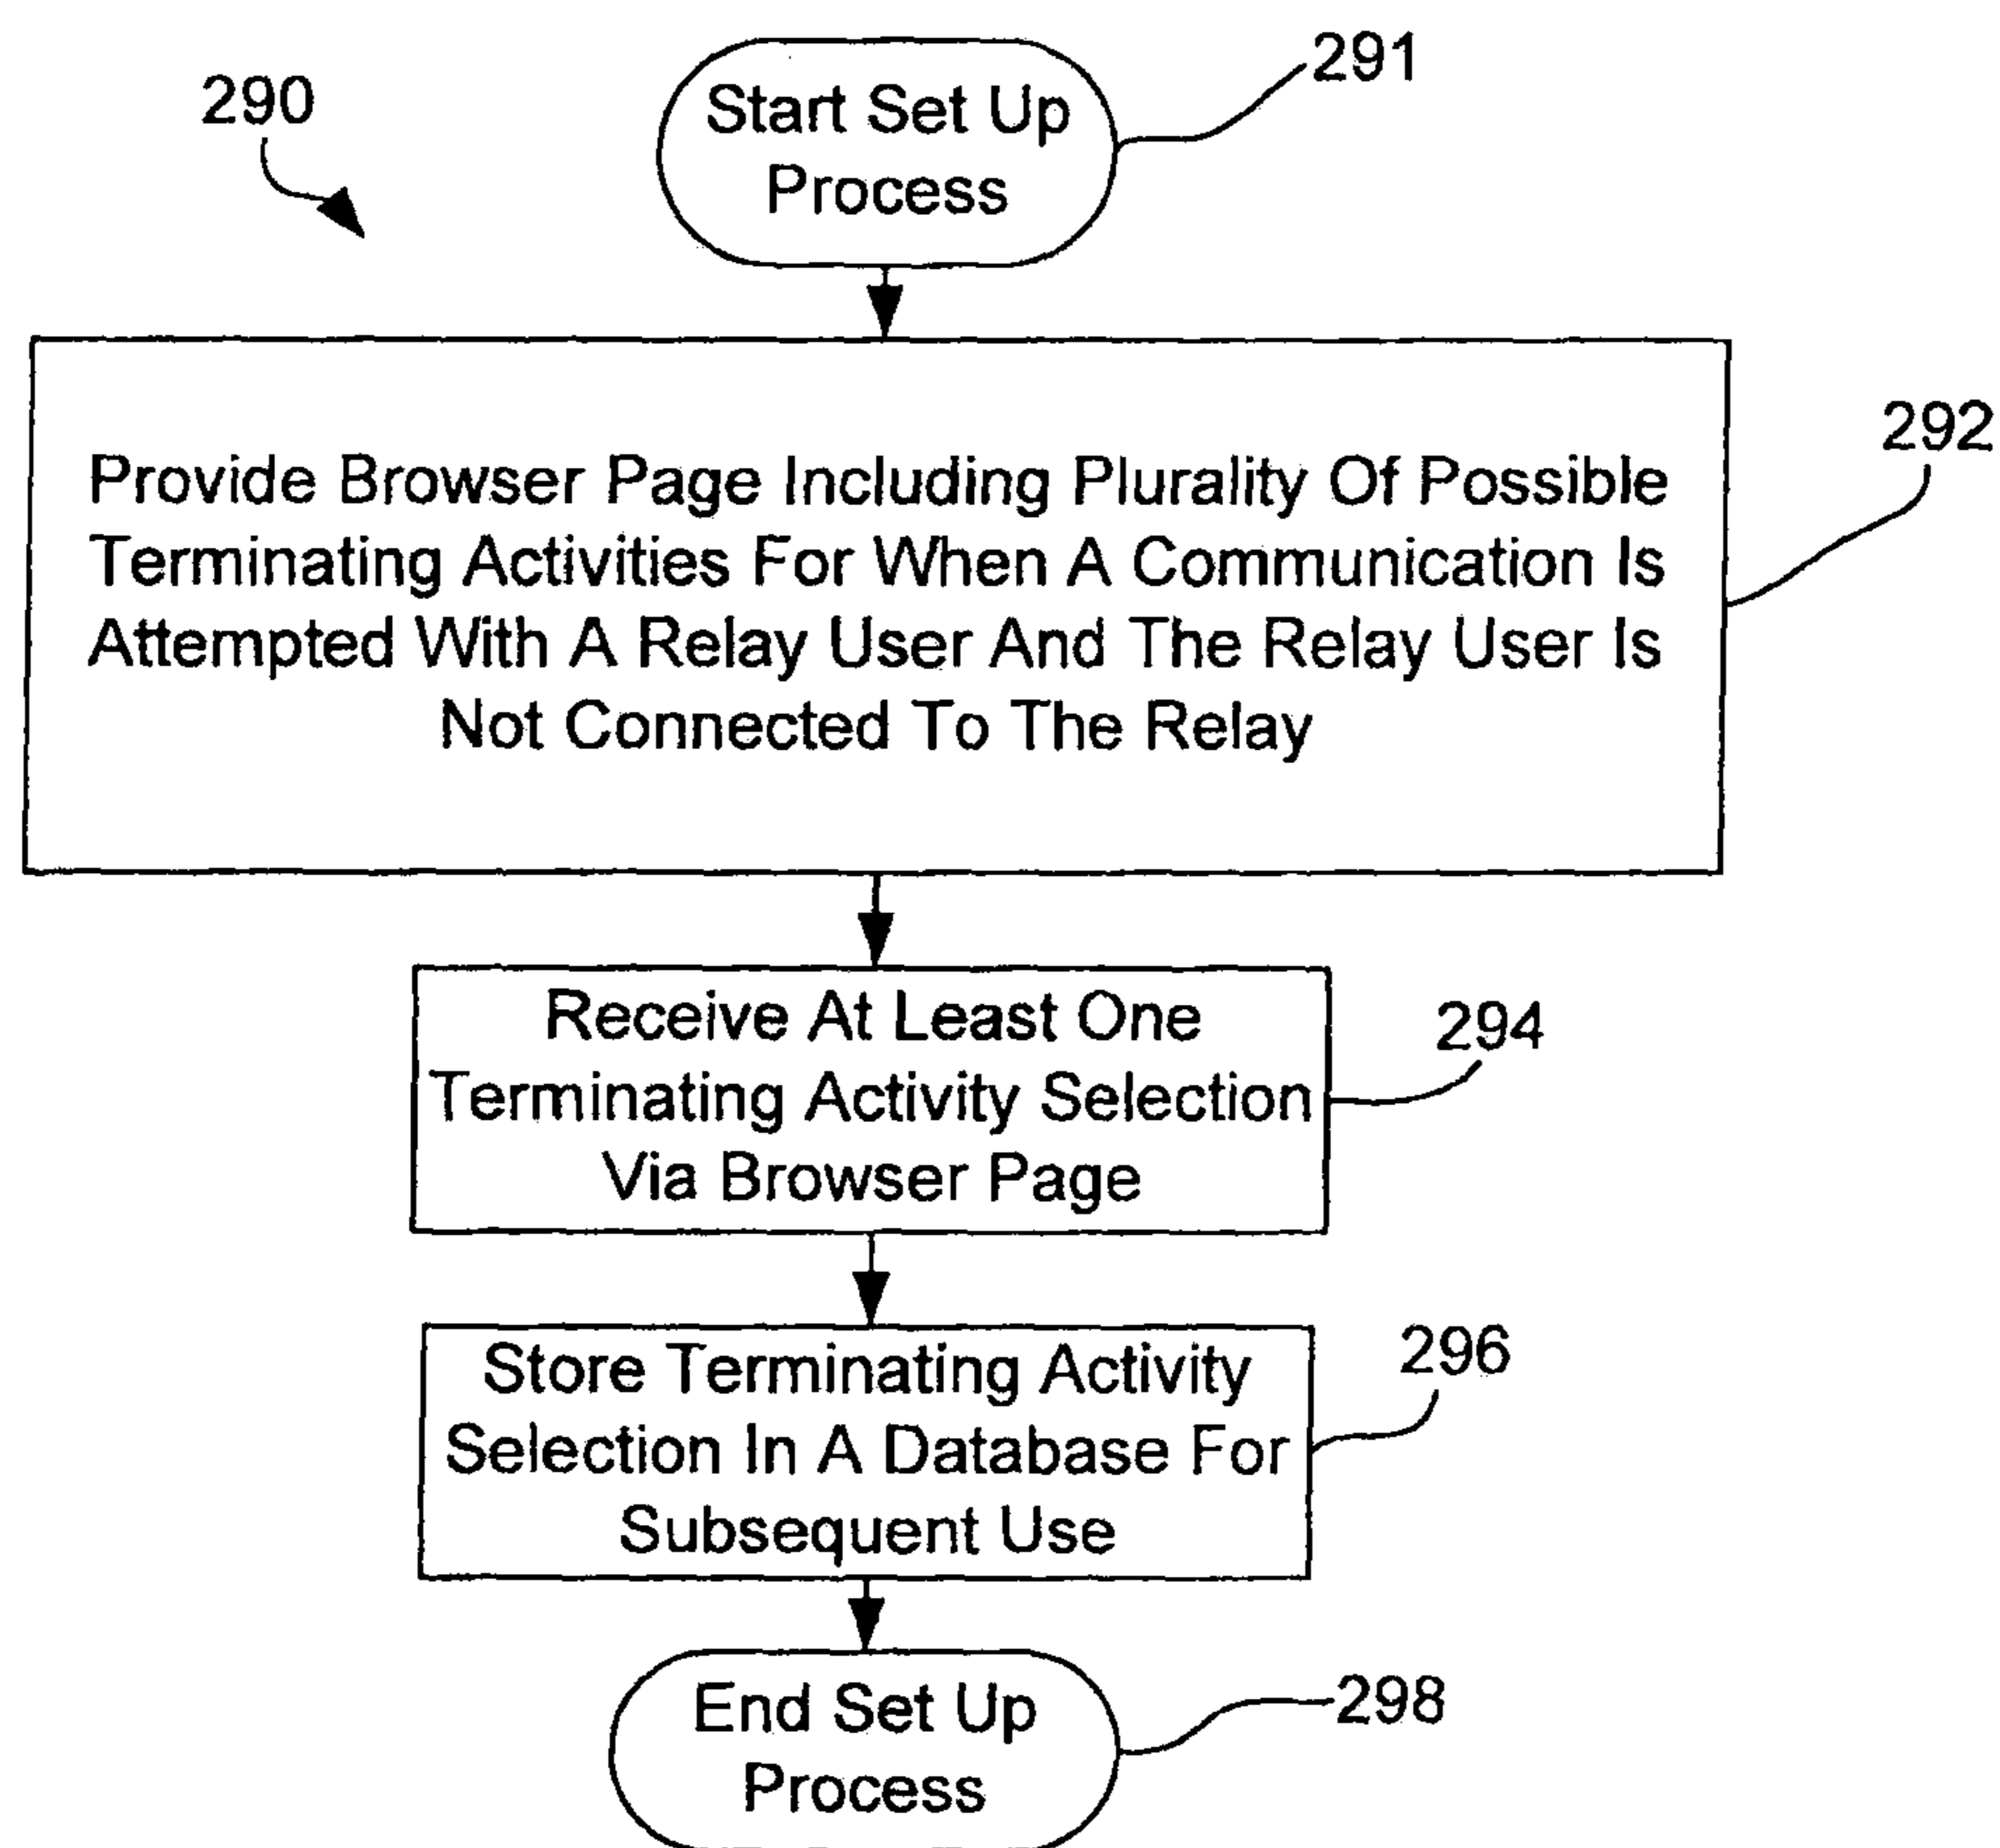 290
Start Set Up
Process
291
Provide Browser Page Including Plurality Of Possible
Terminating Activities For When A Communication Is
Attempted With A Relay User And The Relay User Is
Not Connected To The Relay
292
Receive At Least One
Terminating Activity Selection
Via Browser Page
294
Store Terminating Activity
Selection In A Database For
Subsequent Use
296
End Set Up
Process
298